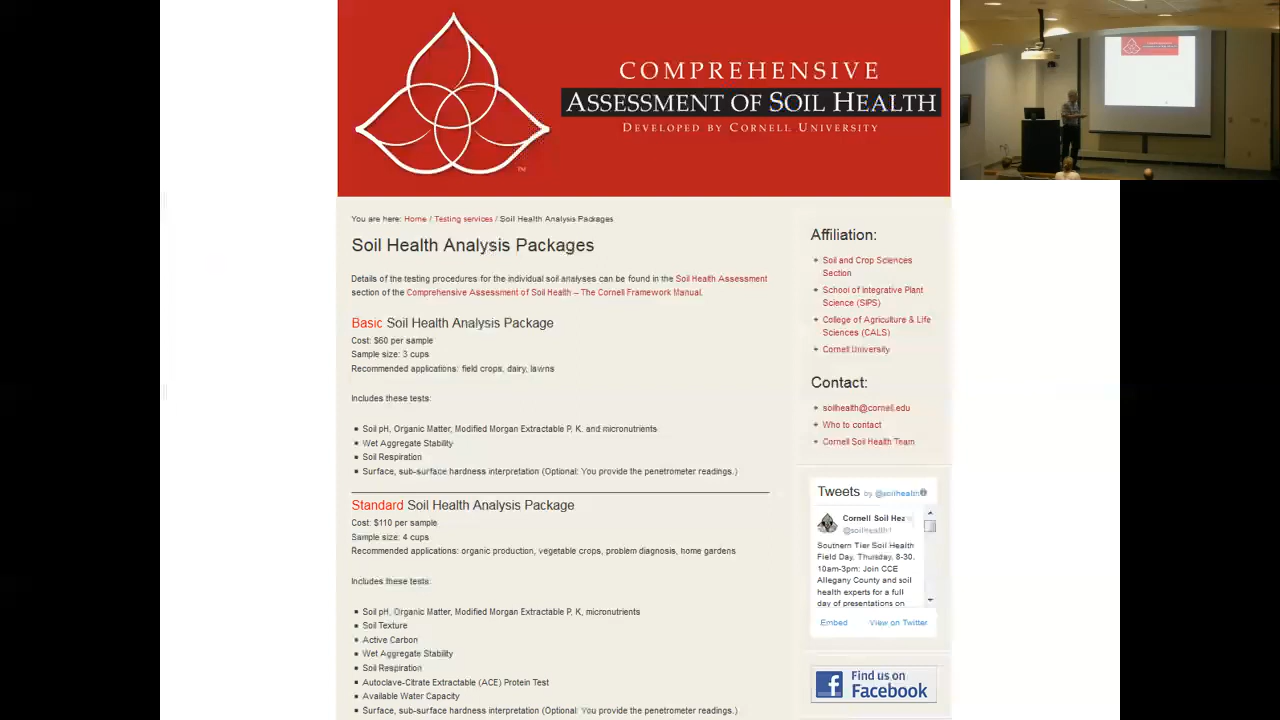 COMPREHENSIVE
ASSESSMENT OF SOIL HEALTH
DEVELOPED BY CORNELL UNIVERSITY
TM
You are here: Home / Testing services / Soil Health Analysis Packages
Soil Health Analysis Packages
Details of the testing procedures for the individual soil analyses can be found in the Soil Health Assessment
section of the Comprehensive Assessment of Soil Health – The Cornell Framework Manual.
Basic Soil Health Analysis Package
Cost: $60 per sample
Sample size: 3 cups
Recommended applications: field crops, dairy, lawns
Includes these tests:
Soil pH, Organic Matter, Modified Morgan Extractable P, K. and micronutrients
Wet Aggregate Stability
Soil Respiration
Surface, sub-surface hardness interpretation (Optional: You provide the penetrometer readings.)
Standard Soil Health Analysis Package
Cost: $110 per sample
Sample size: 4 cups
Recommended applications: organic production, vegetable crops, problem diagnosis, home gardens
Includes these tests:
Soil pH, Organic Matter, Modified Morgan Extractable P, K, micronutrients
Soil Texture
Active Carbon
Wet Aggregate Stability
Soil Respiration
Autoclave-Citrate Extractable (ACE) Protein Test
Available Water Capacity
Surface, sub-surface hardness interpretation (Optional: You provide the penetrometer readings.)
Affiliation:
Soil and Crop Sciences
Section
School of Integrative Plant
Science (SIPS)
College of Agriculture & Life
Sciences (CALS)
Cornell University
Contact:
soilhealth@cornell.edu
Who to contact
Cornell Soil Health Team
Tweets by @soilhealth
Cornell Soil Hea
@soilhealth1
Southern Tier Soil Health
Field Day, Thursday, 8-30.
10am-3pm: Join CCE
Allegany County and soil
health experts for a full
day of presentations on
Embed View on Twitter
Find us on
Facebook